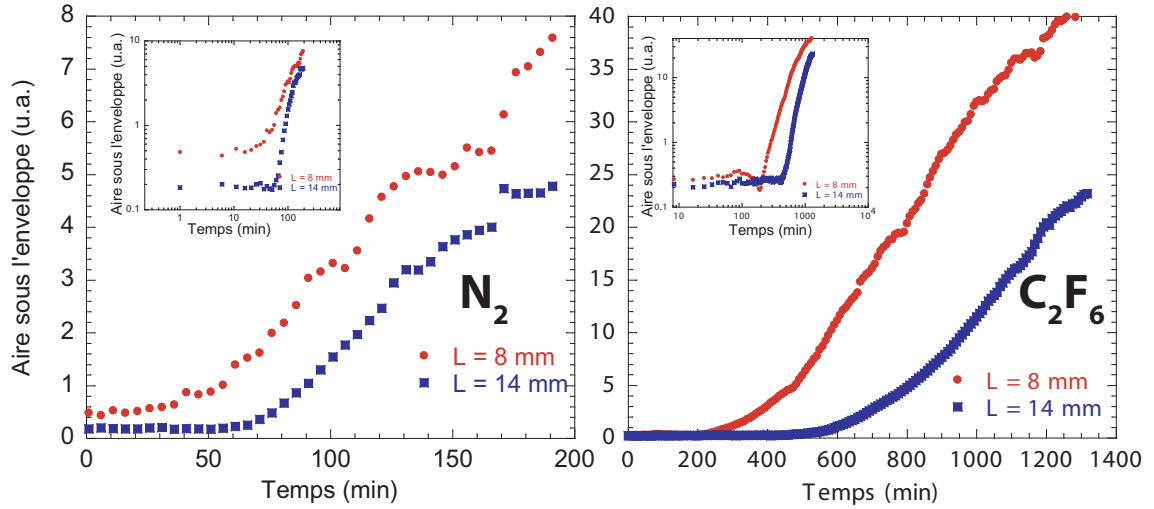 Aire sous l'enveloppe (u.a.)
8
7
6
5
4
3
2
1
0
0
50
100
150
200
Temps (min)
N2
L = 8 mm
L = 14 mm
Aire sous l'enveloppe (u.a.)
10
1
0.1
1
10
100
Temps (min)
L = 8 mm
L = 14 mm
40
35
30
25
20
15
10
5
0
0
200
400
600
800
1000
1200
1400
Temps (min)
C2F6
L = 8 mm
L = 14 mm
Aire sous l'enveloppe (u.a.)
10
1
0.1
10
100
1000
10^4
Temps (min)
L = 8 mm
L = 14 mm